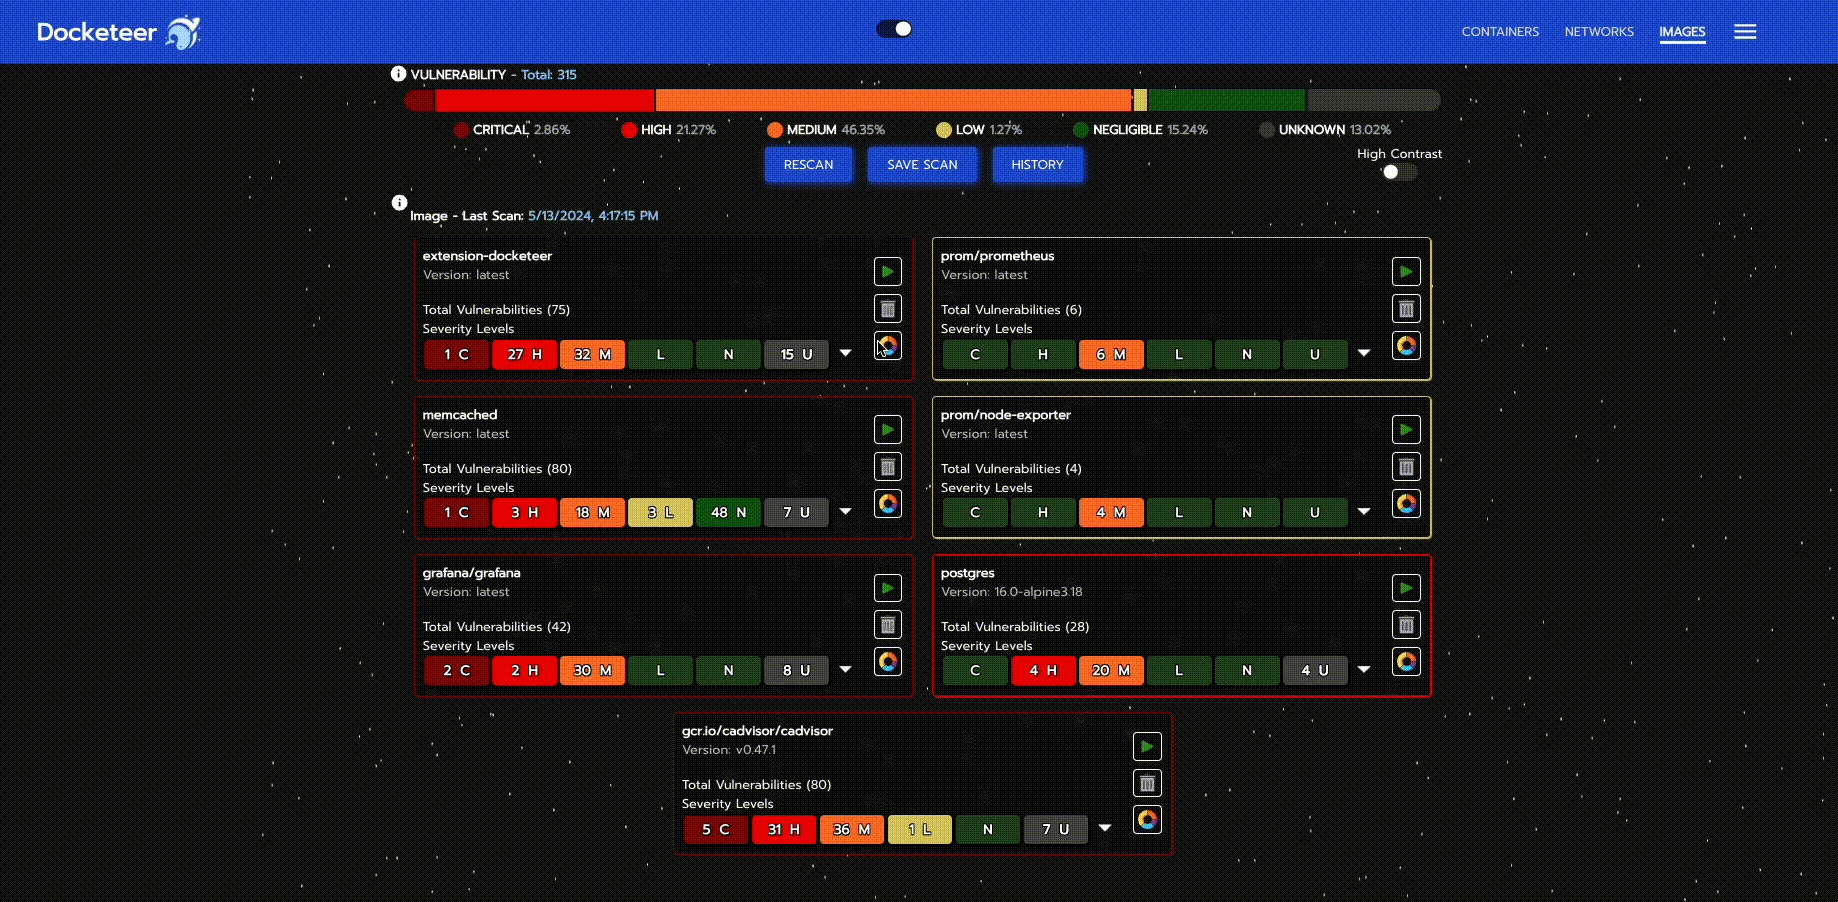 Docketeer
CONTAINERS NETWORKS IMAGES
VULNERABILITY - Total: 315
CRITICAL 2.86% HIGH 21.27% MEDIUM 46.35% LOW 1.27% NEGLIGIBLE 15.24% UNKNOWN 13.02%
RESCAN SAVE SCAN HISTORY
High Contrast
Image - Last Scan: 5/13/2024, 4:17:15 PM
extension-docketeer
Version: latest
Total Vulnerabilities (75)
Severity Levels
1 C 27 H 32 M L N 15 U
prom/prometheus
Version: latest
Total Vulnerabilities (6)
Severity Levels
C H 6 M L N U
memcached
Version: latest
Total Vulnerabilities (80)
Severity Levels
1 C 3 H 18 M 3 L 48 N 7 U
prom/node-exporter
Version: latest
Total Vulnerabilities (4)
Severity Levels
C H 4 M L N U
grafana/grafana
Version: latest
Total Vulnerabilities (42)
Severity Levels
2 C 2 H 30 M L N 8 U
postgres
Version: 16.0-alpine3.18
Total Vulnerabilities (28)
Severity Levels
C 4 H 20 M L N 4 U
gcr.io/cadvisor/cadvisor
Version: v0.47.1
Total Vulnerabilities (80)
Severity Levels
5 C 31 H 36 M 1 L N 7 U